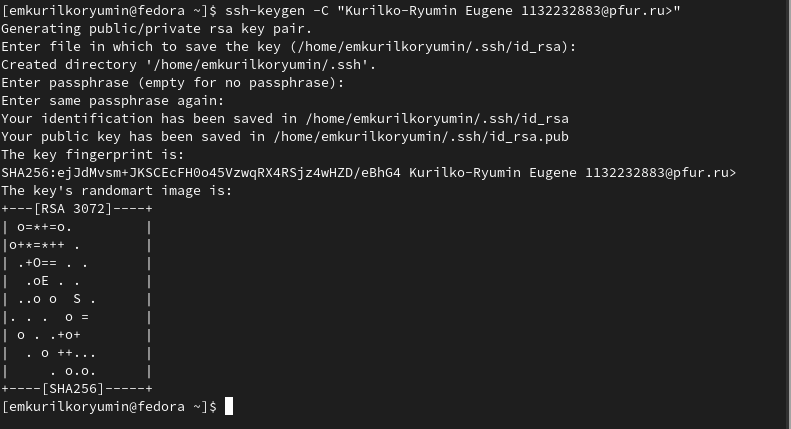 [emkurilkoryumin@fedora ~]$ ssh-keygen -C "Kurilko-Ryumin Eugene 1132232883@pfur.ru>"
Generating public/private rsa key pair.
Enter file in which to save the key (/home/emkurilkoryumin/.ssh/id_rsa):
Created directory '/home/emkurilkoryumin/.ssh'.
Enter passphrase (empty for no passphrase):
Enter same passphrase again:
Your identification has been saved in /home/emkurilkoryumin/.ssh/id_rsa
Your public key has been saved in /home/emkurilkoryumin/.ssh/id_rsa.pub
The key fingerprint is:
SHA256:ejJdMvsm+JKSCEcFH0o45VzwqRX4RSjz4wHZD/eBhG4 Kurilko-Ryumin Eugene 1132232883@pfur.ru>
The key's randomart image is:
+---[RSA 3072]----+
| o=*+=o.         |
|o+*=*++ .        |
| .+O== . .       |
|  .oE . .        |
| ..o o  S .      |
|. . .  o =       |
| o . .+o+        |
|  . o ++...      |
|     . o.o.      |
+----[SHA256]-----+
[emkurilkoryumin@fedora ~]$